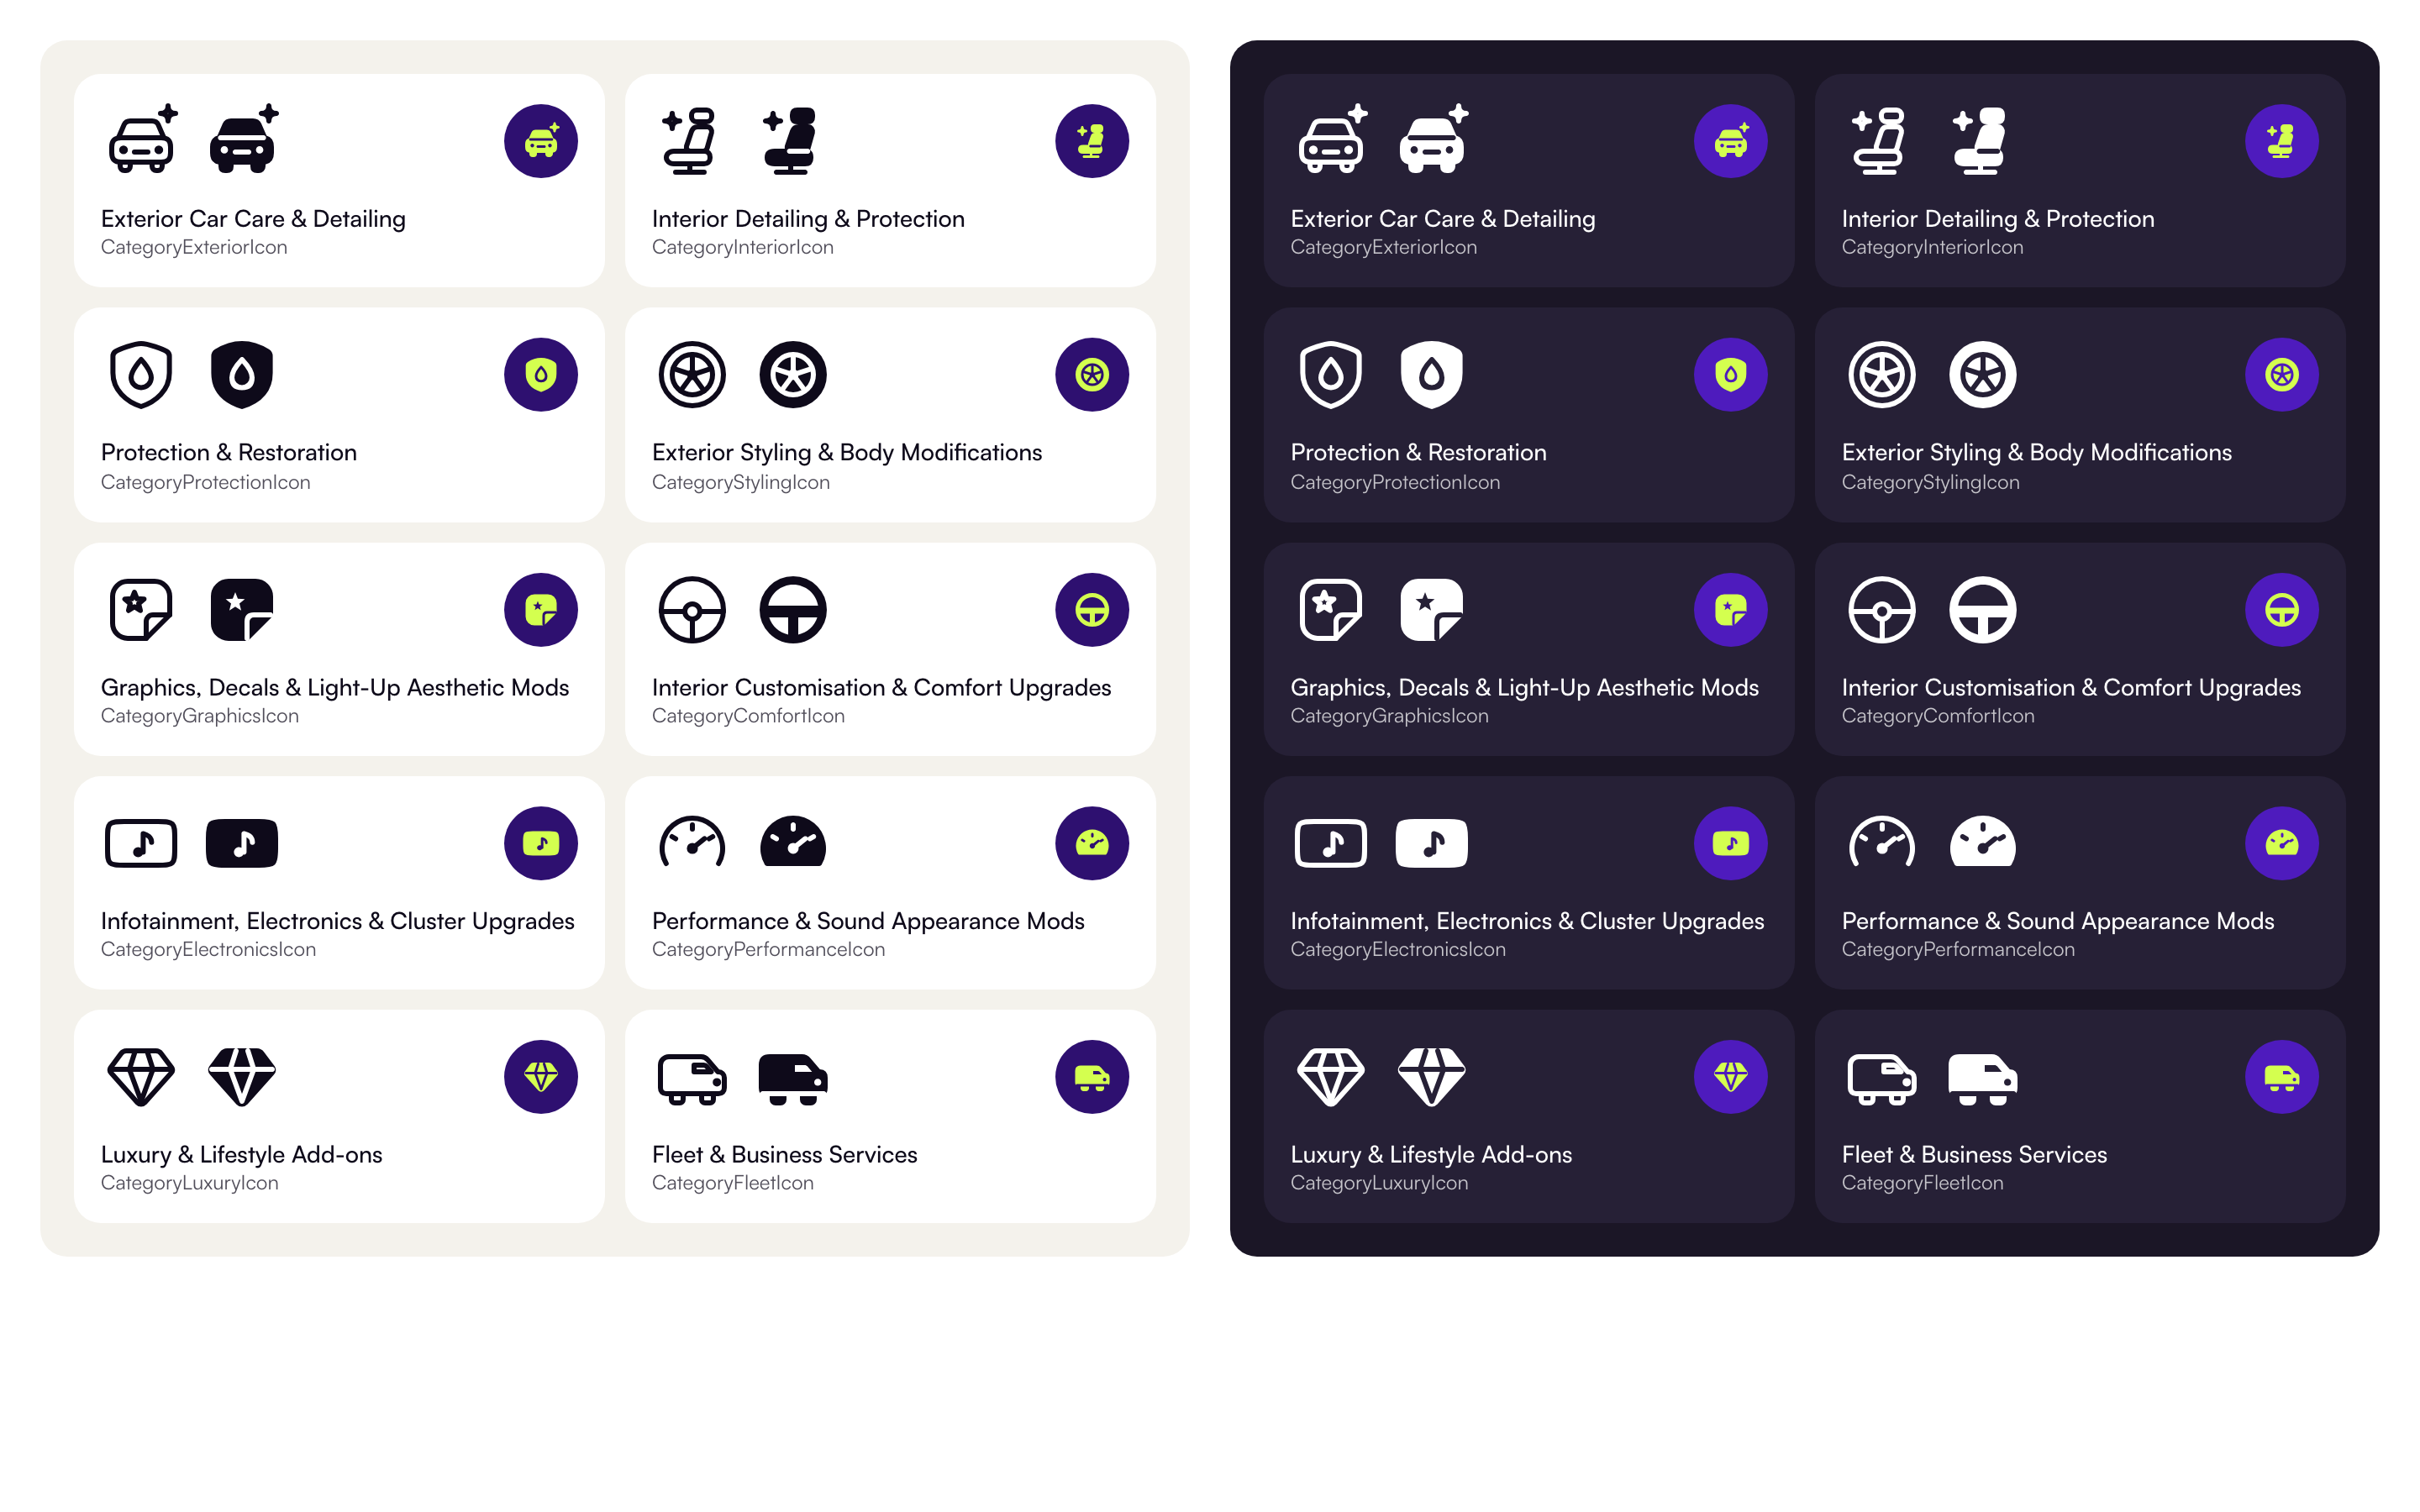 Exterior Car Care & Detailing
CategoryExteriorIcon
Interior Detailing & Protection
CategoryInteriorIcon
Protection & Restoration
CategoryProtectionIcon
Exterior Styling & Body Modifications
CategoryStylingIcon
Graphics, Decals & Light-Up Aesthetic Mods
CategoryGraphicsIcon
Interior Customisation & Comfort Upgrades
CategoryComfortIcon
Infotainment, Electronics & Cluster Upgrades
CategoryElectronicsIcon
Performance & Sound Appearance Mods
CategoryPerformanceIcon
Luxury & Lifestyle Add-ons
CategoryLuxuryIcon
Fleet & Business Services
CategoryFleetIcon
Exterior Car Care & Detailing
CategoryExteriorIcon
Interior Detailing & Protection
CategoryInteriorIcon
Protection & Restoration
CategoryProtectionIcon
Exterior Styling & Body Modifications
CategoryStylingIcon
Graphics, Decals & Light-Up Aesthetic Mods
CategoryGraphicsIcon
Interior Customisation & Comfort Upgrades
CategoryComfortIcon
Infotainment, Electronics & Cluster Upgrades
CategoryElectronicsIcon
Performance & Sound Appearance Mods
CategoryPerformanceIcon
Luxury & Lifestyle Add-ons
CategoryLuxuryIcon
Fleet & Business Services
CategoryFleetIcon